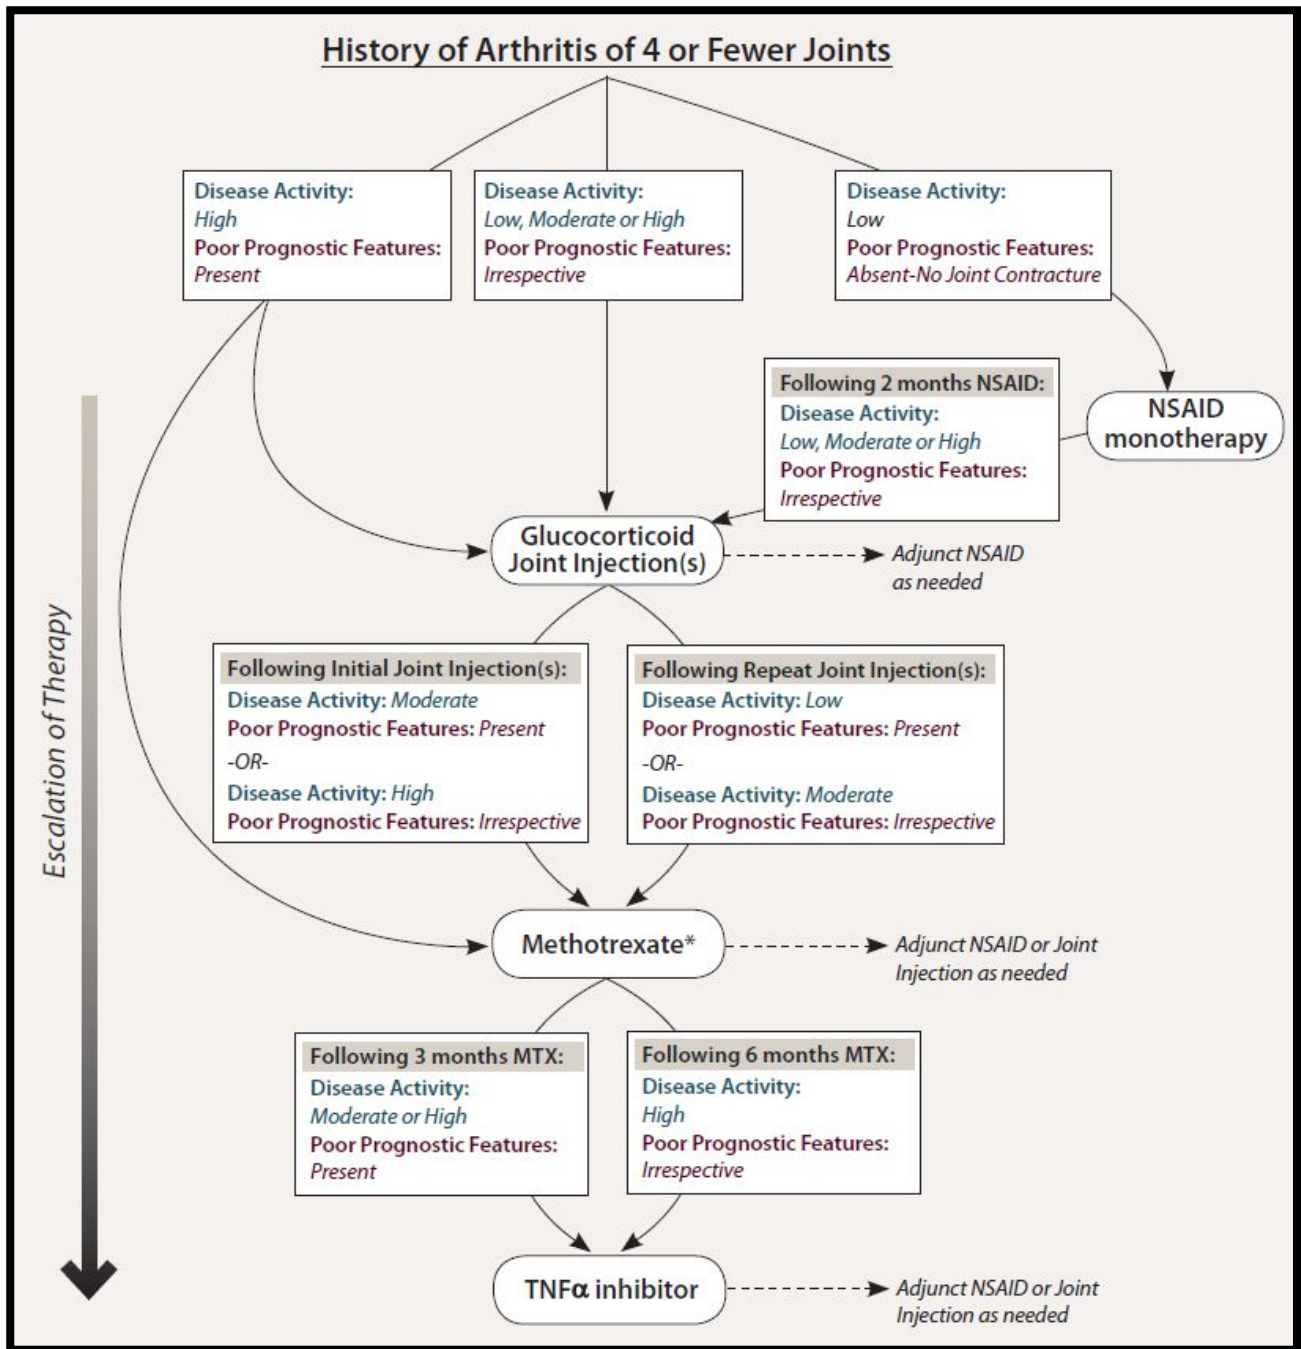 History of Arthritis of 4 or Fewer Joints
Disease Activity:
High
Poor Prognostic Features:
Present
Disease Activity:
Low, Moderate or High
Poor Prognostic Features:
Irrespective
Disease Activity:
Low
Poor Prognostic Features:
Absent-No Joint Contracture
Following 2 months NSAID:
Disease Activity:
Low, Moderate or High
Poor Prognostic Features:
Irrespective
NSAID
monotherapy
Glucocorticoid
Joint Injection(s)
Adjunct NSAID
as needed
Escalation of Therapy
Following Initial Joint Injection(s):
Disease Activity: Moderate
Poor Prognostic Features: Present
-OR-
Disease Activity: High
Poor Prognostic Features: Irrespective
Following Repeat Joint Injection(s):
Disease Activity: Low
Poor Prognostic Features: Present
-OR-
Disease Activity: Moderate
Poor Prognostic Features: Irrespective
Methotrexate*
Adjunct NSAID or Joint
Injection as needed
Following 3 months MTX:
Disease Activity:
Moderate or High
Poor Prognostic Features:
Present
Following 6 months MTX:
Disease Activity:
High
Poor Prognostic Features:
Irrespective
TNFα inhibitor
Adjunct NSAID or Joint
Injection as needed